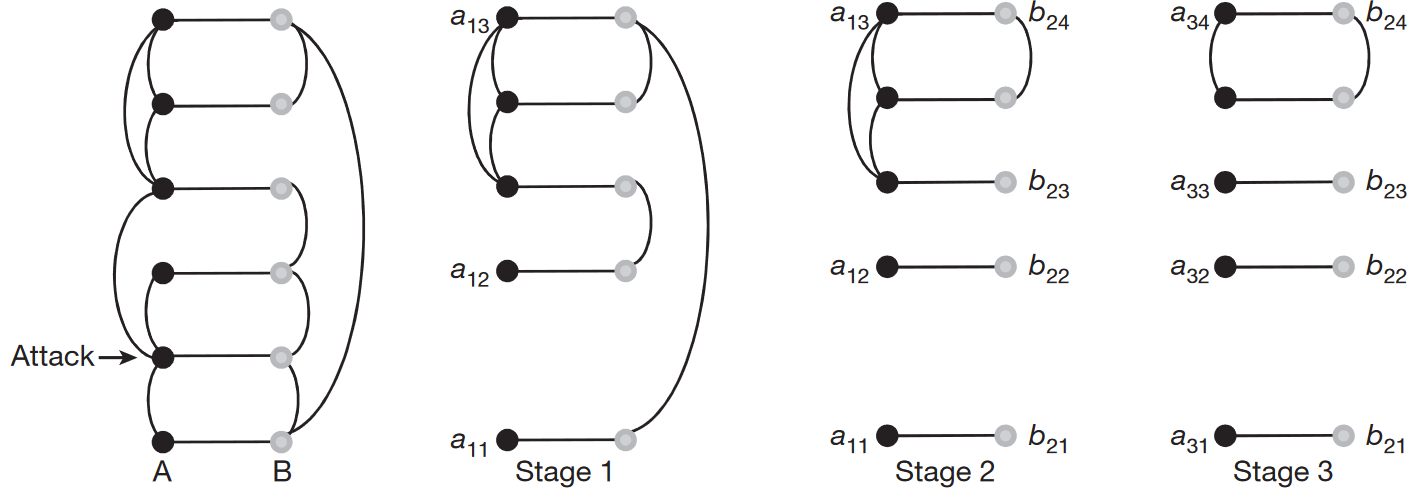 a₁₃ a₁₃ b₂₄ a₃₄ b₂₄
b₂₃ a₃₃ b₂₃
a₁₂ a₁₂ b₂₂ a₃₂ b₂₂
Attack
a₁₁ a₁₁ b₂₁ a₃₁ b₂₁
A B Stage 1 Stage 2 Stage 3